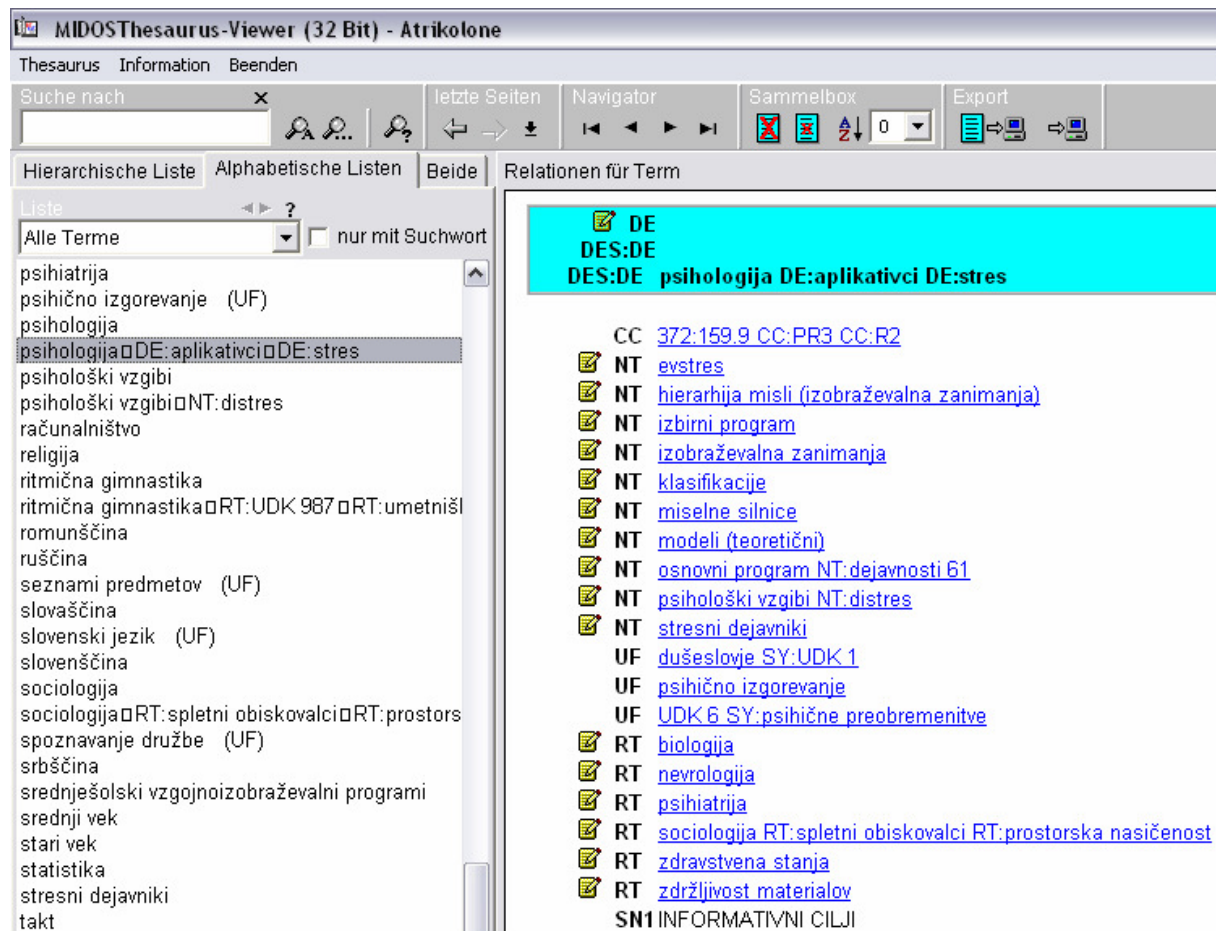 MIDOSThesaurus-Viewer (32 Bit) - Atrikolone
Thesaurus Information Beenden
Suche nach x letzte Seiten Navigator Sammelbox Export
0
Hierarchische Liste Alphabetische Listen Beide Relationen für Term
Liste ?
Alle Terme nur mit Suchwort
psihiatrija
psihično izgorevanje (UF)
psihologija
psihologija□DE:aplikativci□DE:stres
psihološki vzgibi
psihološki vzgibi□NT:distres
računalništvo
religija
ritmična gimnastika
ritmična gimnastika□RT:UDK 987□RT:umetnišl
romunščina
ruščina
seznami predmetov (UF)
slovaščina
slovenski jezik (UF)
slovenščina
sociologija
sociologija□RT:spletni obiskovalci□RT:prostors
spoznavanje družbe (UF)
srbščina
srednješolski vzgojnoizobraževalni programi
srednji vek
stari vek
statistika
stresni dejavniki
takt
DE
DES:DE
DES:DE psihologija DE:aplikativci DE:stres
CC 372:159.9 CC:PR3 CC:R2
NT evstres
NT hierarhija misli (izobraževalna zanimanja)
NT izbirni program
NT izobraževalna zanimanja
NT klasifikacije
NT miselne silnice
NT modeli (teoretični)
NT osnovni program NT:dejavnosti 61
NT psihološki vzgibi NT:distres
NT stresni dejavniki
UF dušeslovje SY:UDK 1
UF psihično izgorevanje
UF UDK 6 SY:psihične preobremenitve
RT biologija
RT nevrologija
RT psihiatrija
RT sociologija RT:spletni obiskovalci RT:prostorska nasičenost
RT zdravstvena stanja
RT zdržljivost materialov
SN1 INFORMATIVNI CILJI